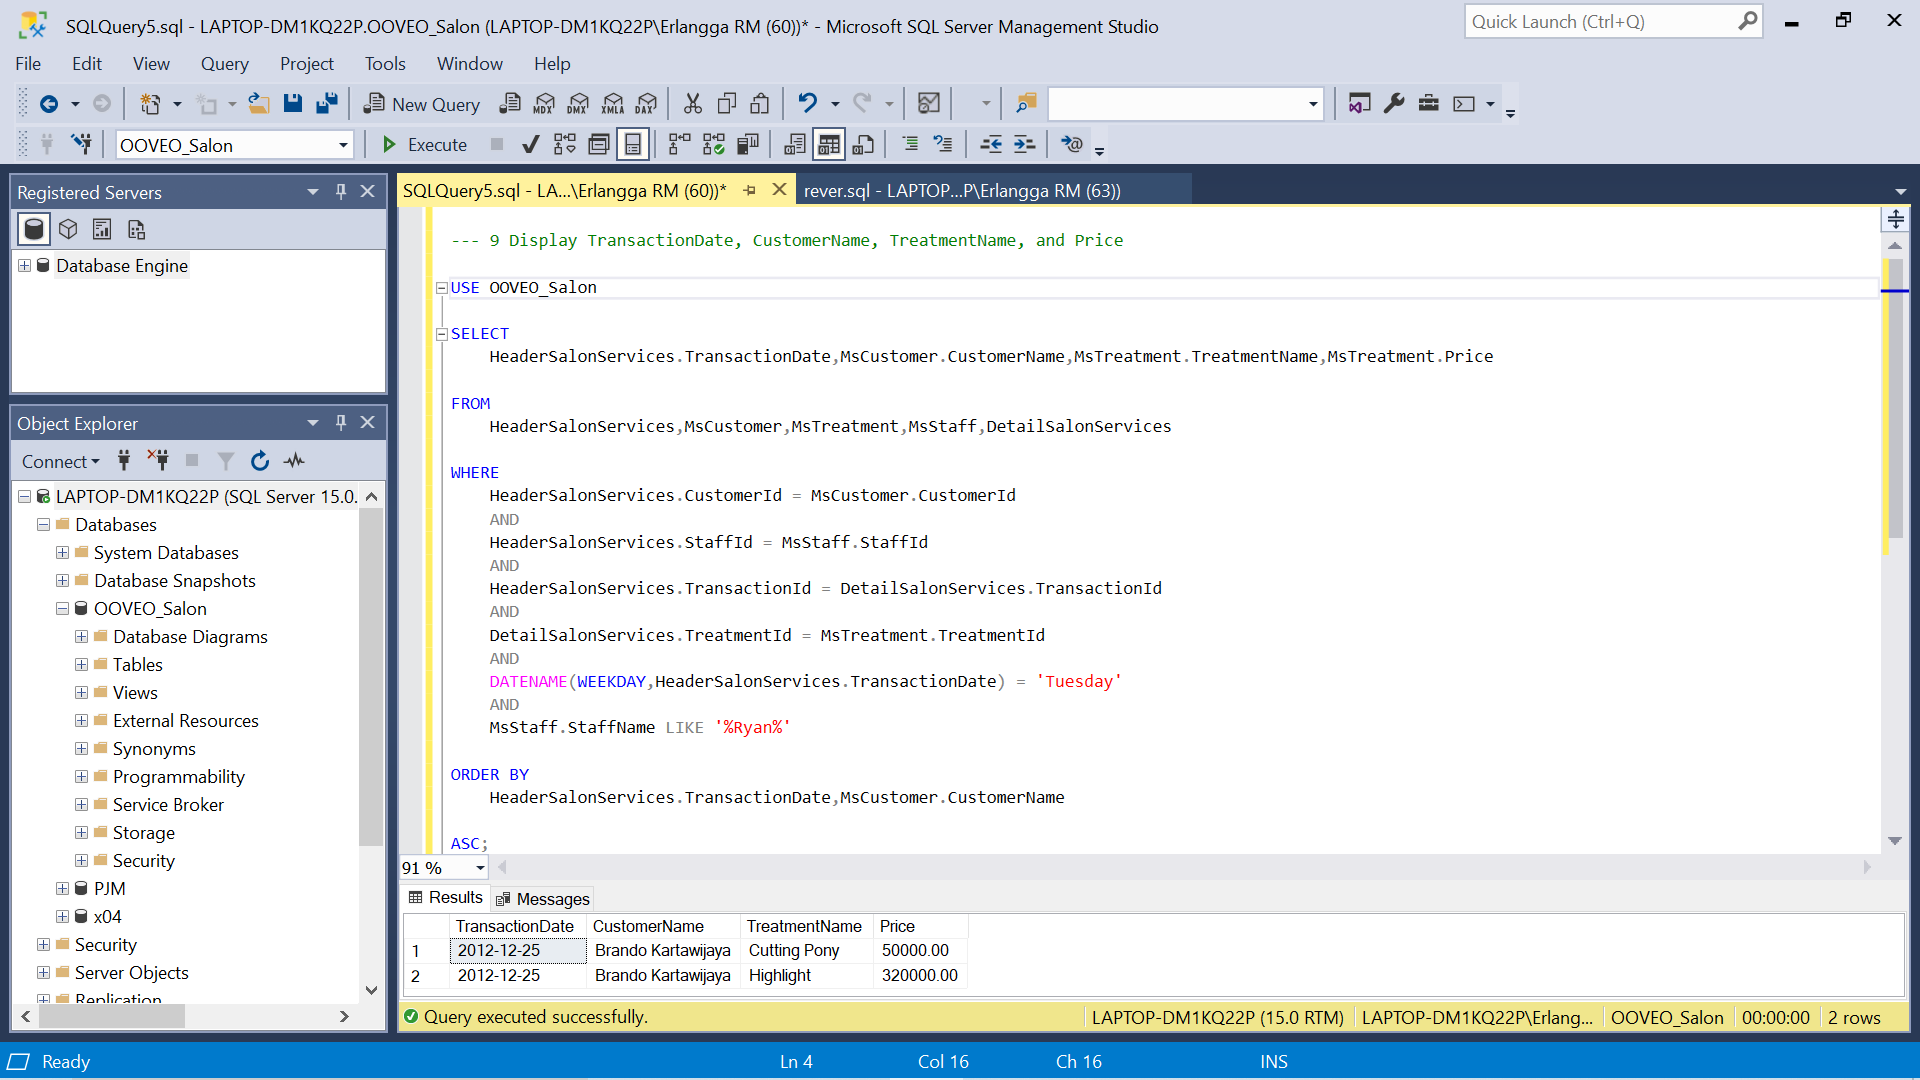 SQLQuery5.sql - LAPTOP-DM1KQ22P.OOVEO_Salon (LAPTOP-DM1KQ22P\Erlangga RM (60))* - Microsoft SQL Server Management Studio
Quick Launch (Ctrl+Q)
File Edit View Query Project Tools Window Help
New Query MDX DMX XMLA DAX
OOVEO_Salon Execute
Registered Servers
Database Engine
Object Explorer
Connect
LAPTOP-DM1KQ22P (SQL Server 15.0.
Databases
System Databases
Database Snapshots
OOVEO_Salon
Database Diagrams
Tables
Views
External Resources
Synonyms
Programmability
Service Broker
Storage
Security
PJM
x04
Security
Server Objects
Replication
SQLQuery5.sql - LA...\Erlangga RM (60))* rever.sql - LAPTOP...P\Erlangga RM (63))
--- 9 Display TransactionDate, CustomerName, TreatmentName, and Price
USE OOVEO_Salon
SELECT
HeaderSalonServices.TransactionDate,MsCustomer.CustomerName,MsTreatment.TreatmentName,MsTreatment.Price
FROM
HeaderSalonServices,MsCustomer,MsTreatment,MsStaff,DetailSalonServices
WHERE
HeaderSalonServices.CustomerId = MsCustomer.CustomerId
AND
HeaderSalonServices.StaffId = MsStaff.StaffId
AND
HeaderSalonServices.TransactionId = DetailSalonServices.TransactionId
AND
DetailSalonServices.TreatmentId = MsTreatment.TreatmentId
AND
DATENAME(WEEKDAY,HeaderSalonServices.TransactionDate) = 'Tuesday'
AND
MsStaff.StaffName LIKE '%Ryan%'
ORDER BY
HeaderSalonServices.TransactionDate,MsCustomer.CustomerName
ASC;
91 %
Results Messages
TransactionDate CustomerName TreatmentName Price
1 2012-12-25 Brando Kartawijaya Cutting Pony 50000.00
2 2012-12-25 Brando Kartawijaya Highlight 320000.00
Query executed successfully. LAPTOP-DM1KQ22P (15.0 RTM) LAPTOP-DM1KQ22P\Erlang... OOVEO_Salon 00:00:00 2 rows
Ready Ln 4 Col 16 Ch 16 INS